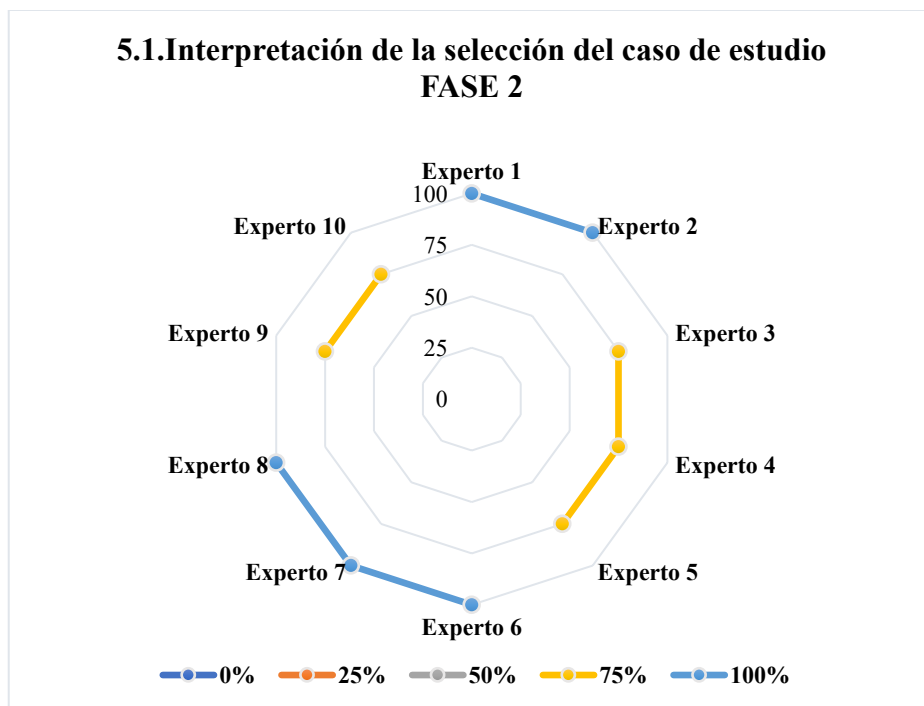 5.1.Interpretación de la selección del caso de estudio
FASE 2
Experto 1
Experto 2
Experto 3
Experto 4
Experto 5
Experto 6
Experto 7
Experto 8
Experto 9
Experto 10
100
75
50
25
0
0%
25%
50%
75%
100%